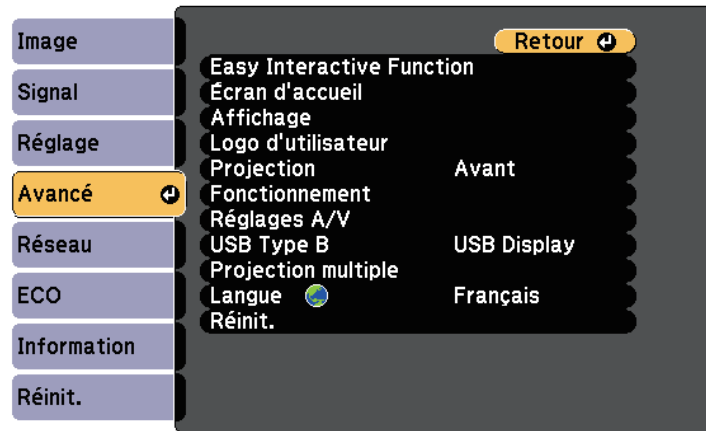 Image
Signal
Réglage
Avancé
Réseau
ECO
Information
Réinit.
Retour
Easy Interactive Function
Écran d'accueil
Affichage
Logo d'utilisateur
Projection Avant
Fonctionnement
Réglages A/V
USB Type B USB Display
Projection multiple
Langue Français
Réinit.